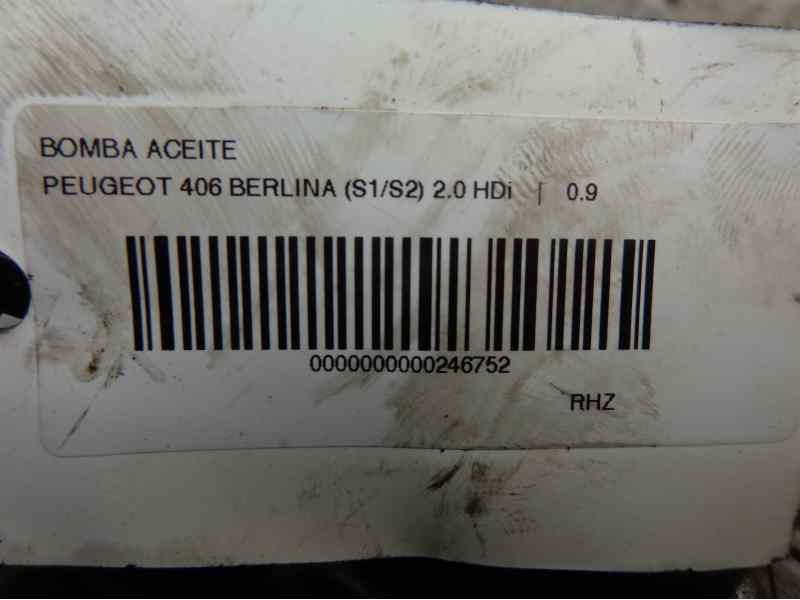 BOMBA ACEITE
PEUGEOT 406 BERLINA (S1/S2) 2.0 HDi | 0.9
0000000000246752
RHZ